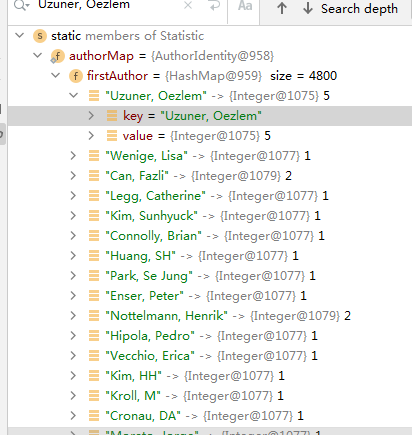 Uzuner, Oezlem
Aa
Search depth
s static members of Statistic
f authorMap = {AuthorIdentity@958}
f firstAuthor = {HashMap@959} size = 4800
"Uzuner, Oezlem" -> {Integer@1075} 5
key = "Uzuner, Oezlem"
value = {Integer@1075} 5
"Wenige, Lisa" -> {Integer@1077} 1
"Can, Fazli" -> {Integer@1079} 2
"Legg, Catherine" -> {Integer@1077} 1
"Kim, Sunhyuck" -> {Integer@1077} 1
"Connolly, Brian" -> {Integer@1077} 1
"Huang, SH" -> {Integer@1077} 1
"Park, Se Jung" -> {Integer@1077} 1
"Enser, Peter" -> {Integer@1077} 1
"Nottelmann, Henrik" -> {Integer@1079} 2
"Hipola, Pedro" -> {Integer@1077} 1
"Vecchio, Erica" -> {Integer@1077} 1
"Kim, HH" -> {Integer@1077} 1
"Kroll, M" -> {Integer@1077} 1
"Cronau, DA" -> {Integer@1077} 1